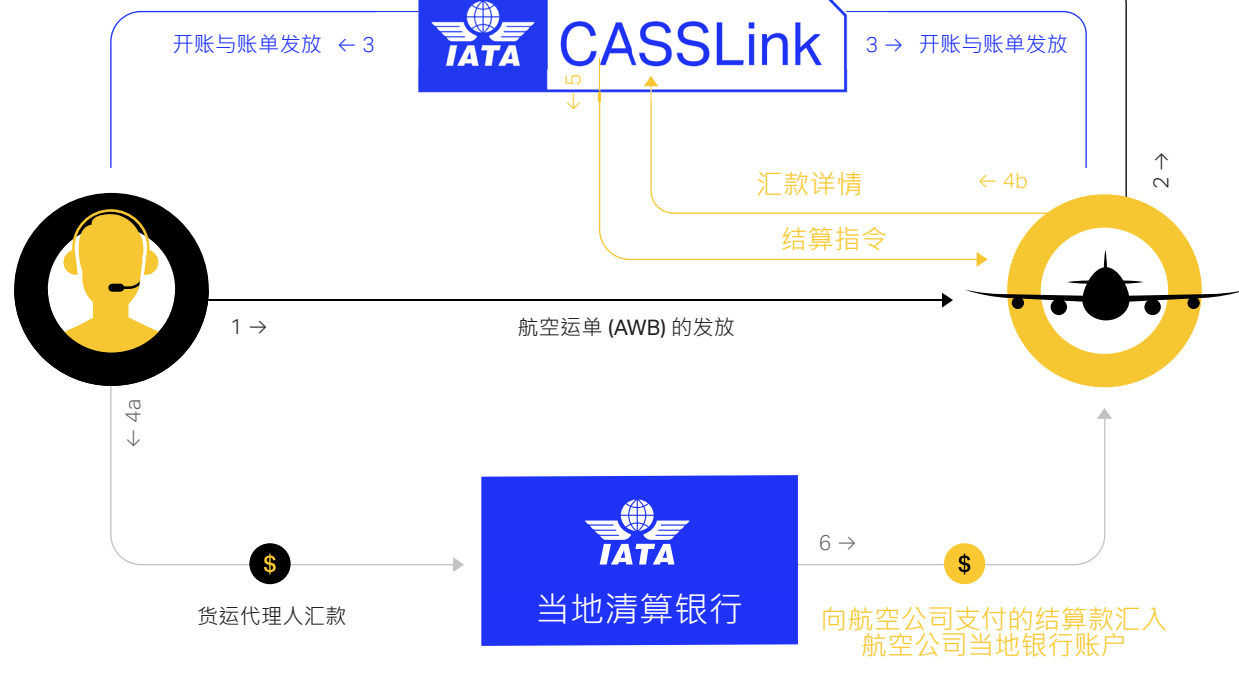 IATA
CASSLink
开账与账单发放 ← 3
3 → 开账与账单发放
← 5
2 →
汇款详情
← 4b
结算指令
1 →
航空运单 (AWB) 的发放
← 4a
$
货运代理人汇款
IATA
当地清算银行
6 →
$
向航空公司支付的结算款汇入
航空公司当地银行账户